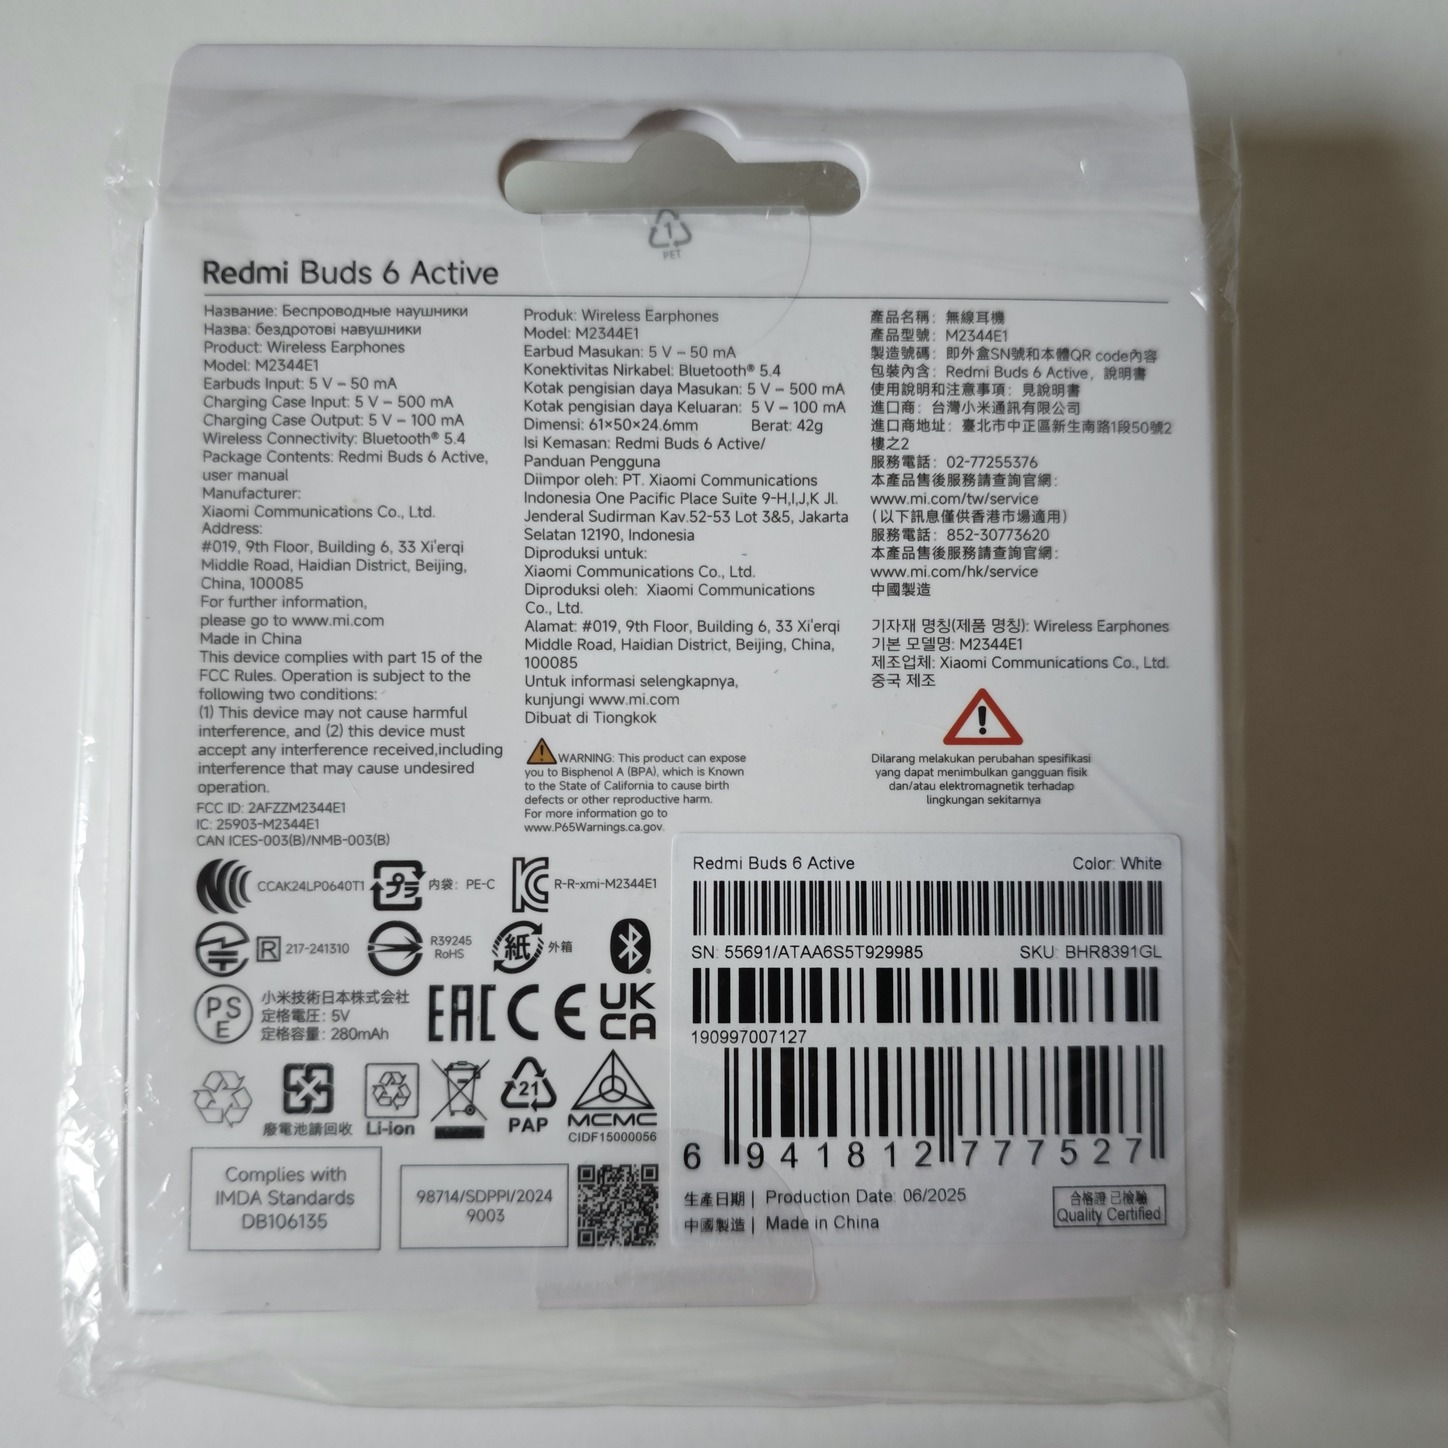 1
PET
Redmi Buds 6 Active
Название: Беспроводные наушники
Назва: бездротові навушники
Product: Wireless Earphones
Model: M2344E1
Earbuds Input: 5 V ⎓ 50 mA
Charging Case Input: 5 V ⎓ 500 mA
Charging Case Output: 5 V ⎓ 100 mA
Wireless Connectivity: Bluetooth® 5.4
Package Contents: Redmi Buds 6 Active,
user manual
Manufacturer:
Xiaomi Communications Co., Ltd.
Address:
#019, 9th Floor, Building 6, 33 Xi'erqi
Middle Road, Haidian District, Beijing,
China, 100085
For further information,
please go to www.mi.com
Made in China
This device complies with part 15 of the
FCC Rules. Operation is subject to the
following two conditions:
(1) This device may not cause harmful
interference, and (2) this device must
accept any interference received,including
interference that may cause undesired
operation.
FCC ID: 2AFZZM2344E1
IC: 25903-M2344E1
CAN ICES-003(B)/NMB-003(B)
Produk: Wireless Earphones
Model: M2344E1
Earbud Masukan: 5 V ⎓ 50 mA
Konektivitas Nirkabel: Bluetooth® 5.4
Kotak pengisian daya Masukan: 5 V ⎓ 500 mA
Kotak pengisian daya Keluaran: 5 V ⎓ 100 mA
Dimensi: 61×50×24.6mm Berat: 42g
Isi Kemasan: Redmi Buds 6 Active/
Panduan Pengguna
Diimpor oleh: PT. Xiaomi Communications
Indonesia One Pacific Place Suite 9-H,I,J,K Jl.
Jenderal Sudirman Kav.52-53 Lot 3&5, Jakarta
Selatan 12190, Indonesia
Diproduksi untuk:
Xiaomi Communications Co., Ltd.
Diproduksi oleh: Xiaomi Communications
Co., Ltd.
Alamat: #019, 9th Floor, Building 6, 33 Xi'erqi
Middle Road, Haidian District, Beijing, China,
100085
Untuk informasi selengkapnya,
kunjungi www.mi.com
Dibuat di Tiongkok
WARNING: This product can expose
you to Bisphenol A (BPA), which is Known
to the State of California to cause birth
defects or other reproductive harm.
For more information go to
www.P65Warnings.ca.gov.
產品名稱：無線耳機
產品型號：M2344E1
製造號碼：即外盒SN號和本體QR code內容
包裝內含：Redmi Buds 6 Active，說明書
使用說明和注意事項：見說明書
進口商：台灣小米通訊有限公司
進口商地址：臺北市中正區新生南路1段50號2
樓之2
服務電話：02-77255376
本產品售後服務請查詢官網：
www.mi.com/tw/service
（以下訊息僅供香港市場適用）
服務電話：852-30773620
本產品售後服務請查詢官網：
www.mi.com/hk/service
中國製造
기자재 명칭(제품 명칭): Wireless Earphones
기본 모델명: M2344E1
제조업체: Xiaomi Communications Co., Ltd.
중국 제조
Dilarang melakukan perubahan spesifikasi
yang dapat menimbulkan gangguan fisik
dan/atau elektromagnetik terhadap
lingkungan sekitarnya
CCAK24LP0640T1
プラ
内袋：PE-C
R-R-xmi-M2344E1
R 217-241310
R39245
RoHS
紙
外箱
PS
E
小米技術日本株式会社
定格電圧：5V
定格容量：280mAh
EAC CE UK
CA
廢電池請回收
Li-ion
21
PAP
MCMC
CIDF15000056
Complies with
IMDA Standards
DB106135
98714/SDPPI/2024
9003
Redmi Buds 6 Active Color: White
SN: 55691/ATAA6S5T929985 SKU: BHR8391GL
190997007127
6 941812 777527
生產日期 | Production Date: 06/2025
中國製造 | Made in China
合格證 已檢驗
Quality Certified